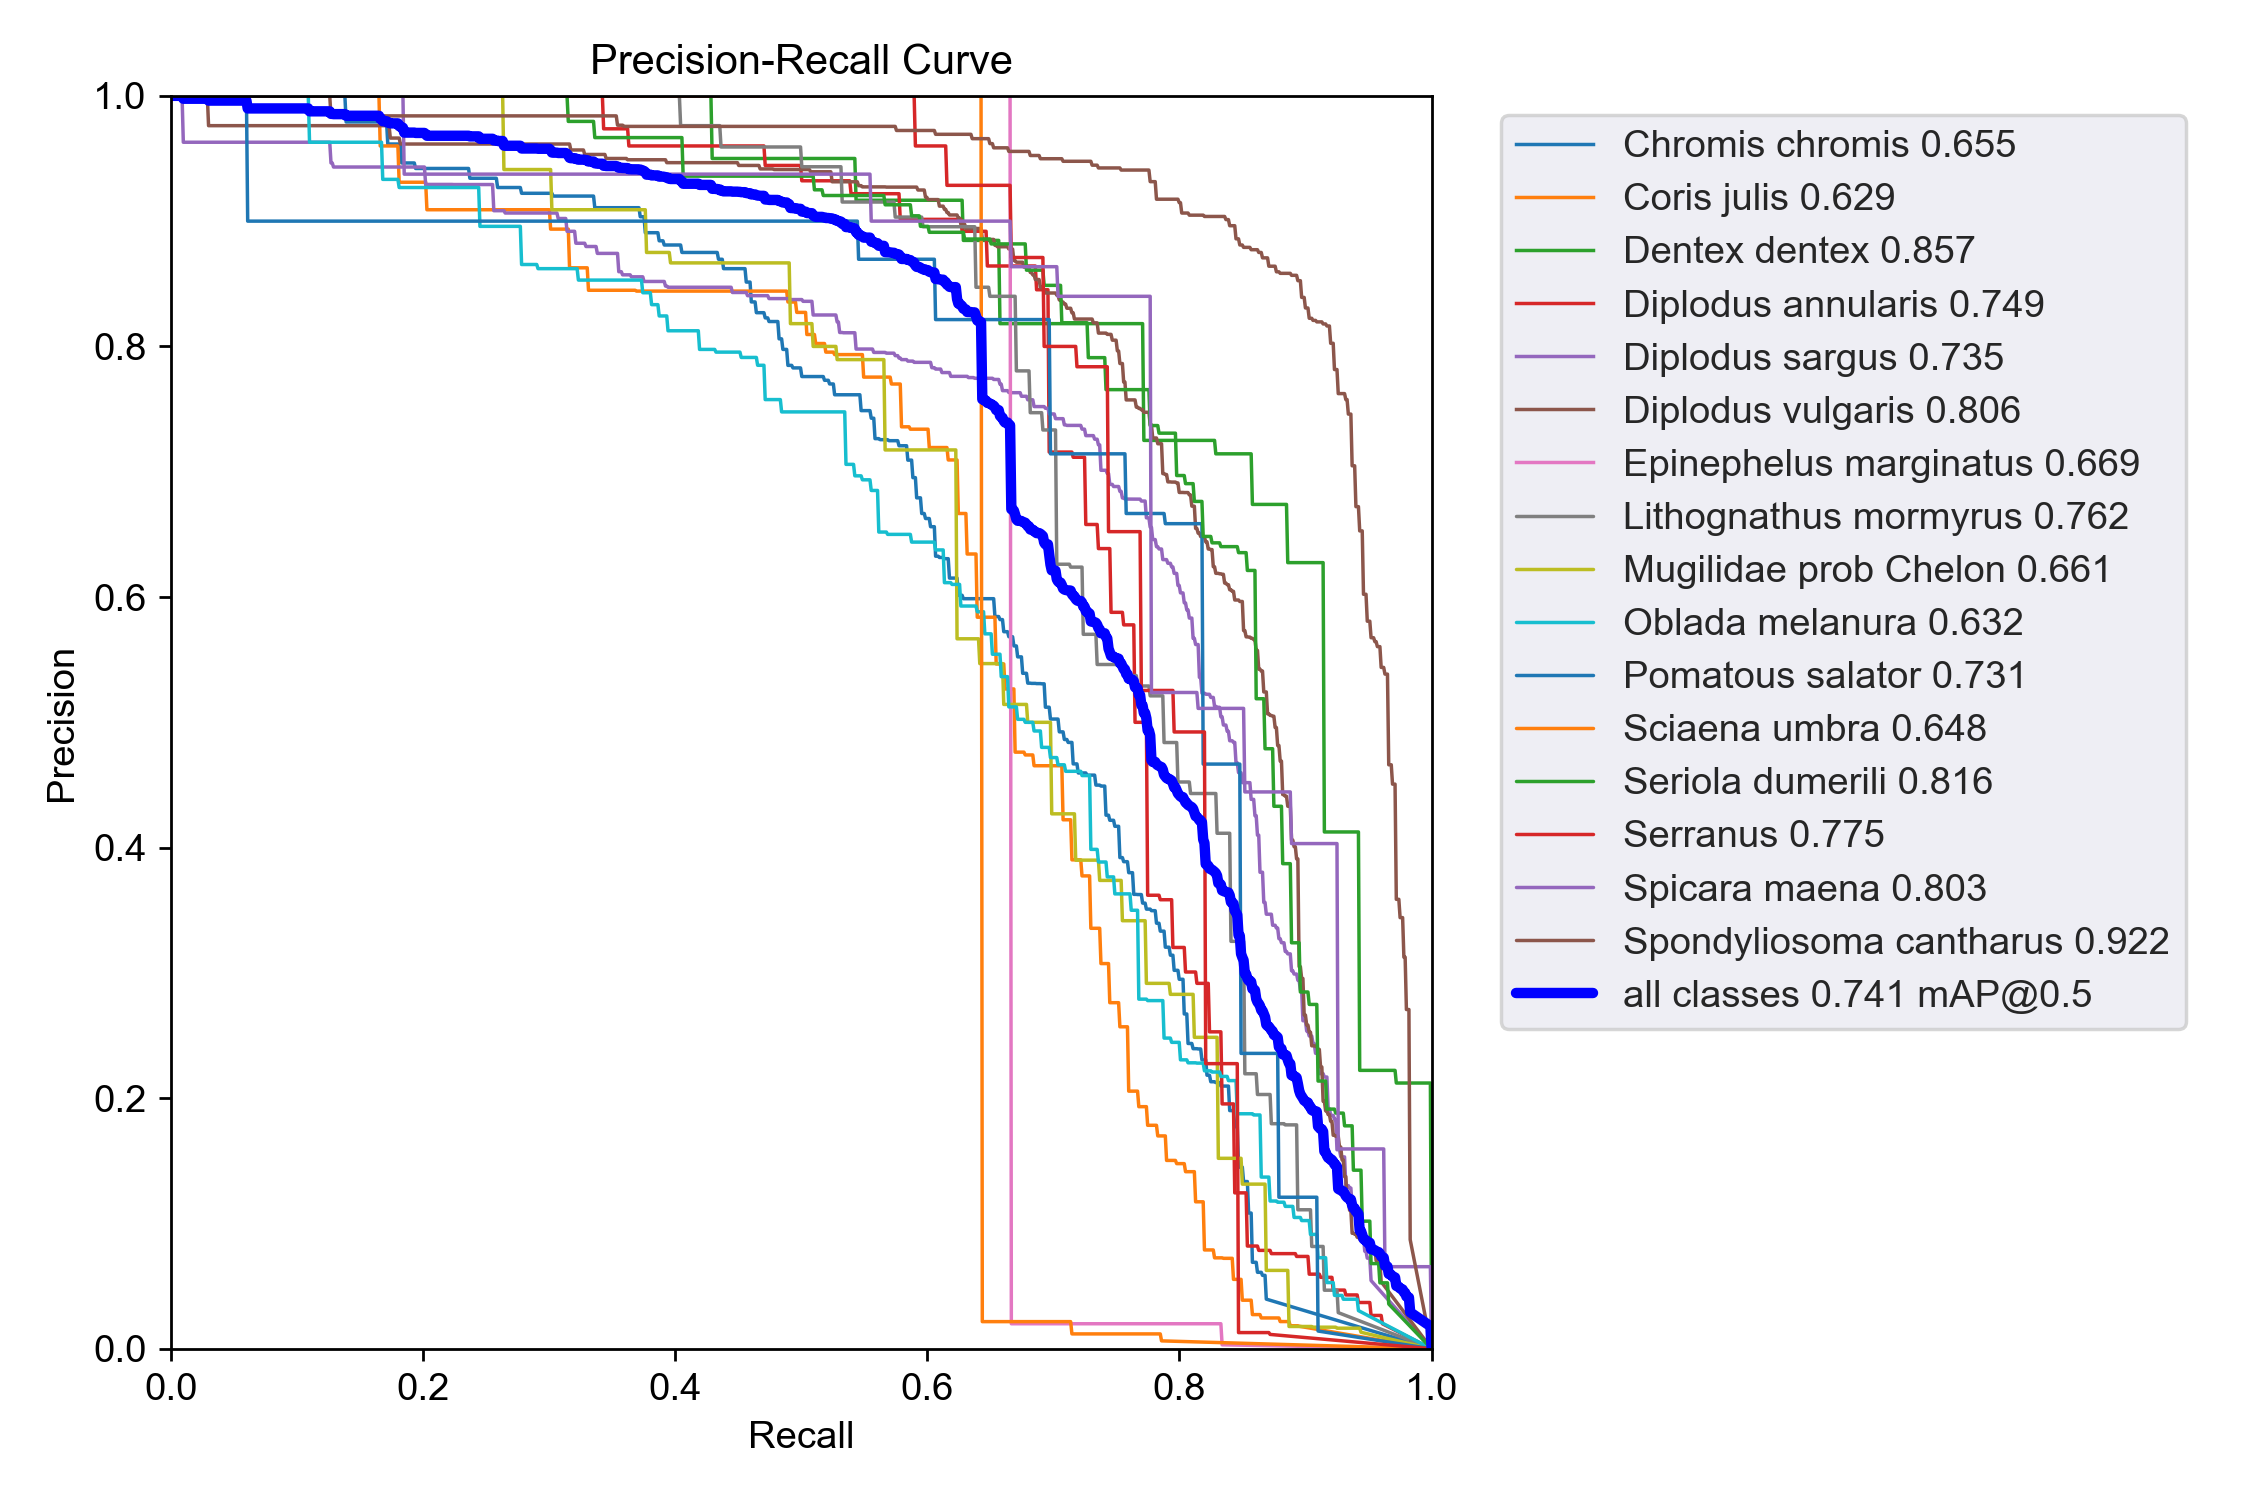 Precision-Recall Curve
1.0
0.8
0.6
0.4
0.2
0.0
Precision
0.0 0.2 0.4 0.6 0.8 1.0
Recall
Chromis chromis 0.655
Coris julis 0.629
Dentex dentex 0.857
Diplodus annularis 0.749
Diplodus sargus 0.735
Diplodus vulgaris 0.806
Epinephelus marginatus 0.669
Lithognathus mormyrus 0.762
Mugilidae prob Chelon 0.661
Oblada melanura 0.632
Pomatous salator 0.731
Sciaena umbra 0.648
Seriola dumerili 0.816
Serranus 0.775
Spicara maena 0.803
Spondyliosoma cantharus 0.922
all classes 0.741 mAP@0.5